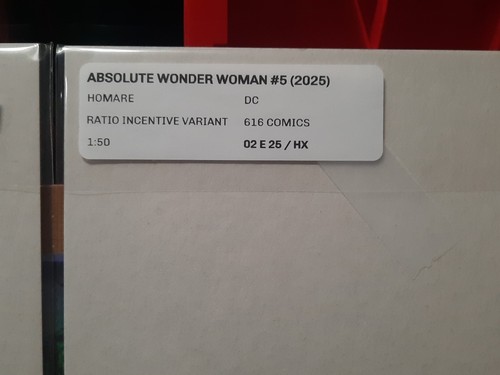 ABSOLUTE WONDER WOMAN #5 (2025)
HOMARE DC
RATIO INCENTIVE VARIANT 616 COMICS
1:50 02 E 25 / HX